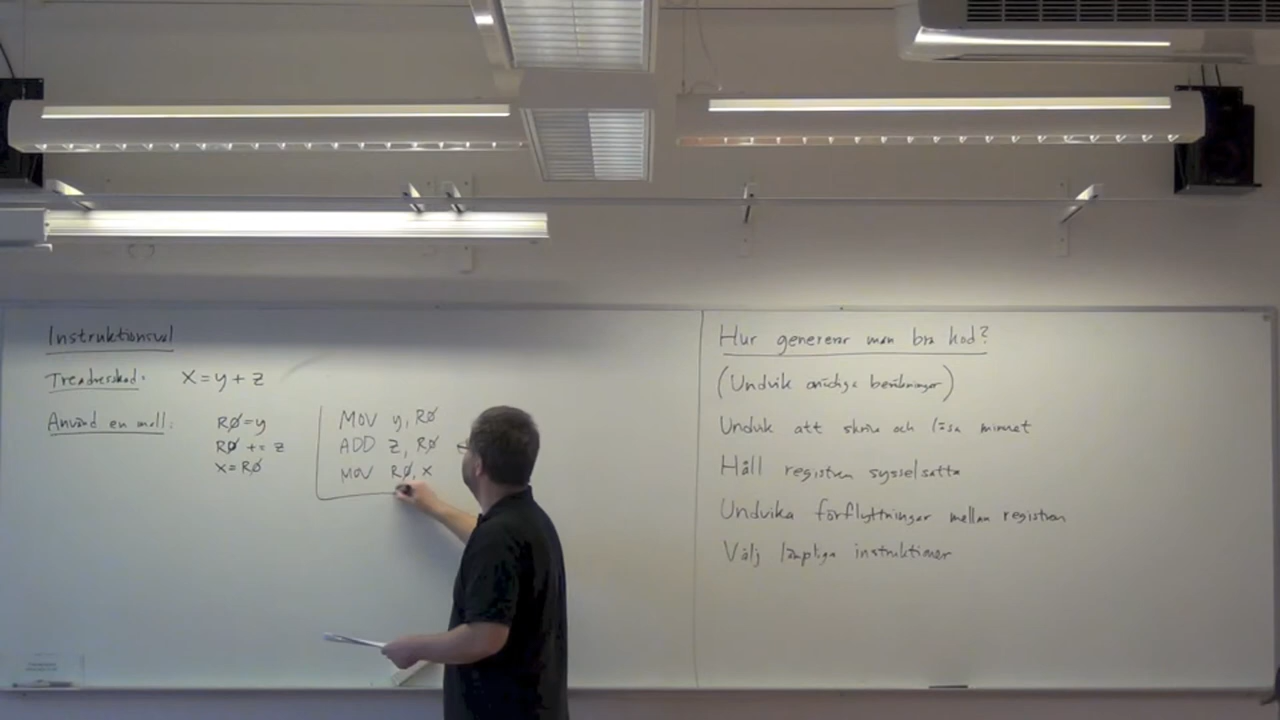 Instruktionsval
Treadresskod: X = y + z
Använd en mall:
RØ = y
RØ += z
X = RØ
MOV y, RØ
ADD z, RØ
MOV RØ, X
Hur genererar man bra kod?
(Undvik onödiga beräkningar)
Undvik att skriva och läsa minnet
Håll registren sysselsatta
Undvika förflyttningar mellan registren
Välj lämpliga instruktioner